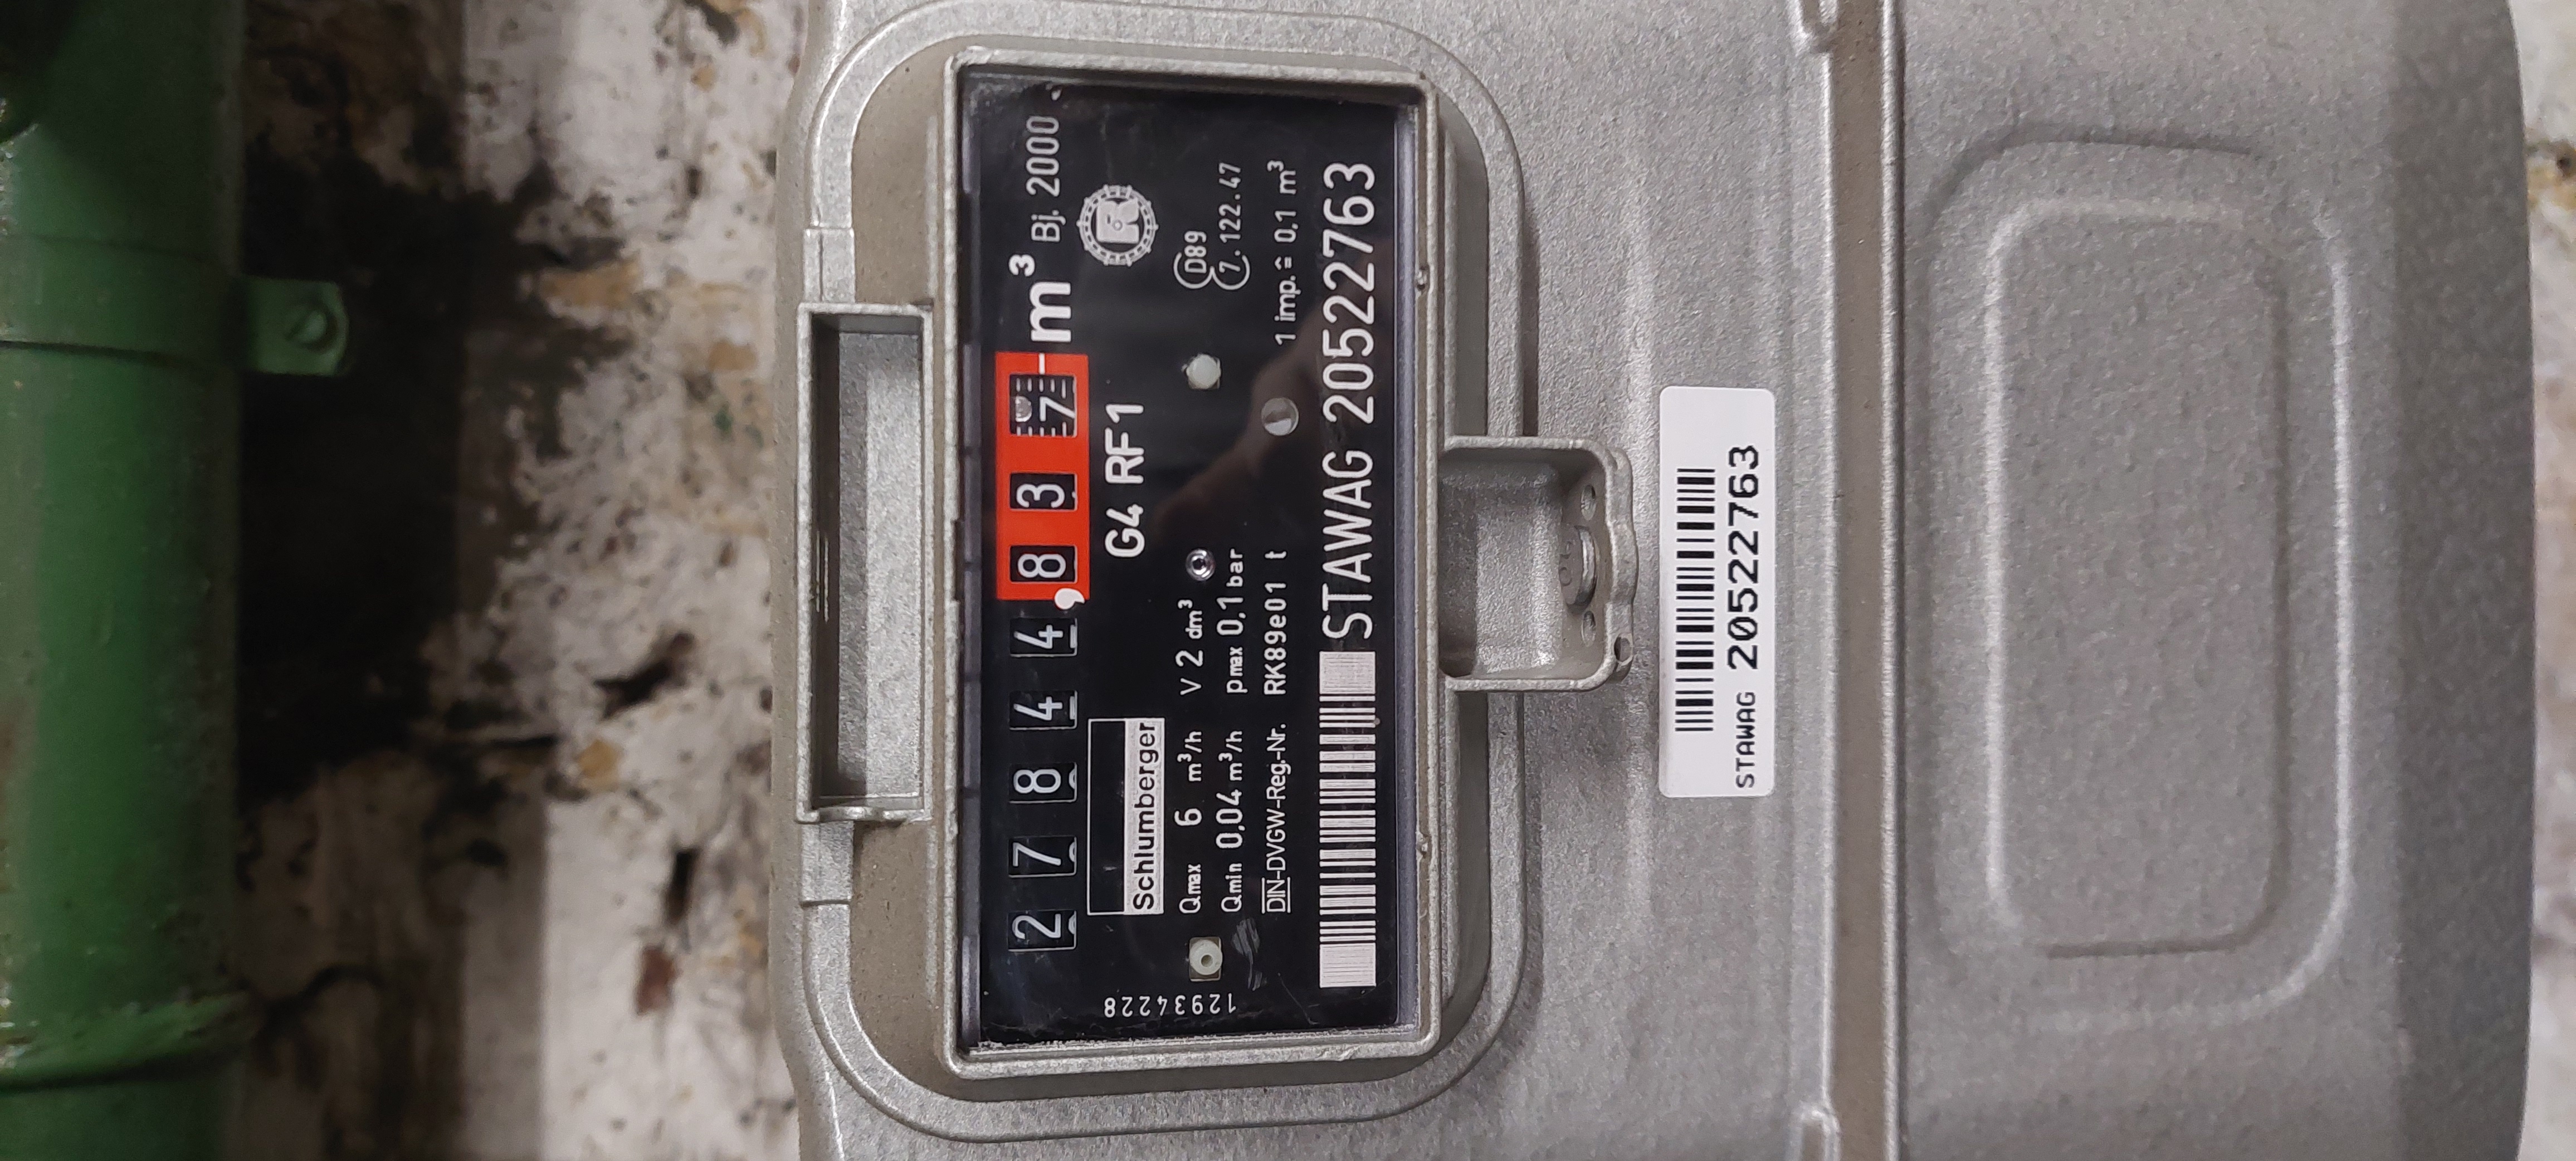 27844,837 m³ Bj. 2000
G4 RF1
R
12934228
Schlumberger
Qmax 6 m³/h V 2 dm³
Qmin 0,04 m³/h pmax 0,1 bar
D89
7.122.47
DIN-DVGW-Reg.-Nr. RK89e01 t
1 imp. ≙ 0,1 m³
STAWAG 20522763
STAWAG 20522763